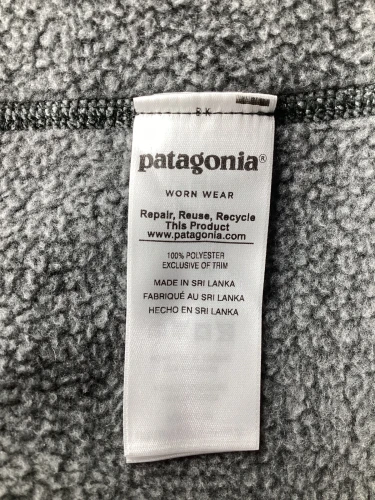 RK
patagonia®
WORN WEAR
Repair, Reuse, Recycle
This Product
www.patagonia.com
100% POLYESTER
EXCLUSIVE OF TRIM
MADE IN SRI LANKA
FABRIQUÉ AU SRI LANKA
HECHO EN SRI LANKA